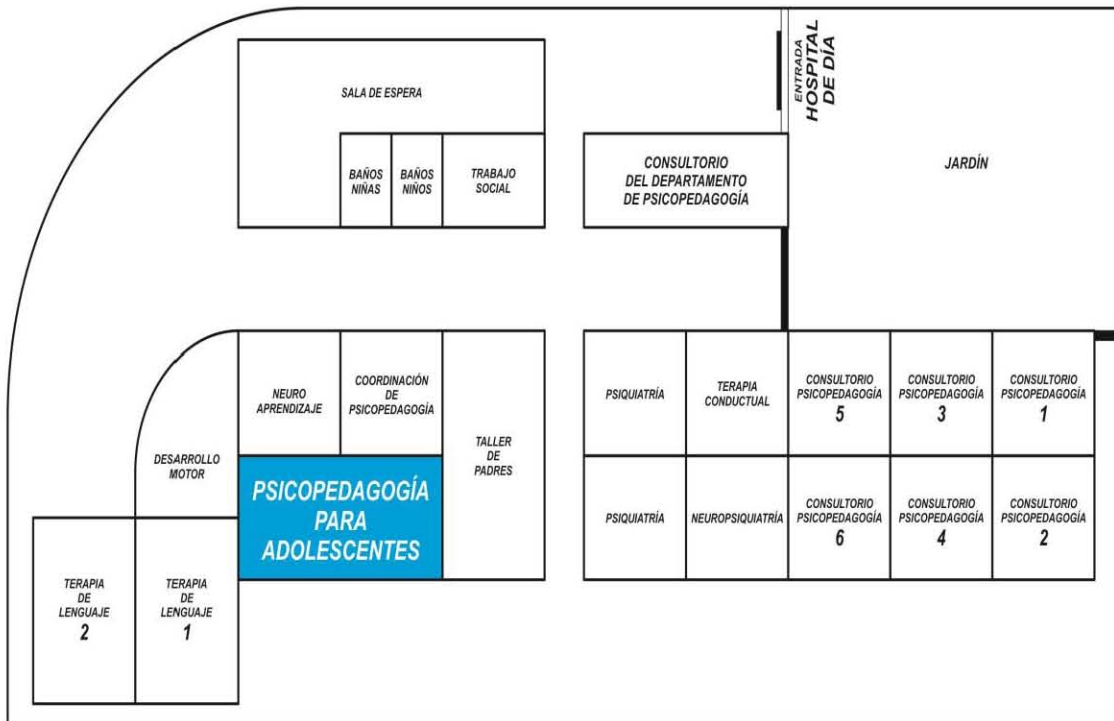 SALA DE ESPERA
BAÑOS
NIÑAS
BAÑOS
NIÑOS
TRABAJO
SOCIAL
CONSULTORIO
DEL DEPARTAMENTO
DE PSICOPEDAGOGÍA
ENTRADA
HOSPITAL
DE DÍA
JARDÍN
NEURO
APRENDIZAJE
COORDINACIÓN
DE
PSICOPEDAGOGÍA
TALLER
DE
PADRES
PSIQUIATRÍA
TERAPIA
CONDUCTUAL
CONSULTORIO
PSICOPEDAGOGÍA
5
CONSULTORIO
PSICOPEDAGOGÍA
3
CONSULTORIO
PSICOPEDAGOGÍA
1
DESARROLLO
MOTOR
PSICOPEDAGOGÍA
PARA
ADOLESCENTES
PSIQUIATRÍA
NEUROPSIQUIATRÍA
CONSULTORIO
PSICOPEDAGOGÍA
6
CONSULTORIO
PSICOPEDAGOGÍA
4
CONSULTORIO
PSICOPEDAGOGÍA
2
TERAPIA
DE
LENGUAJE
2
TERAPIA
DE
LENGUAJE
1